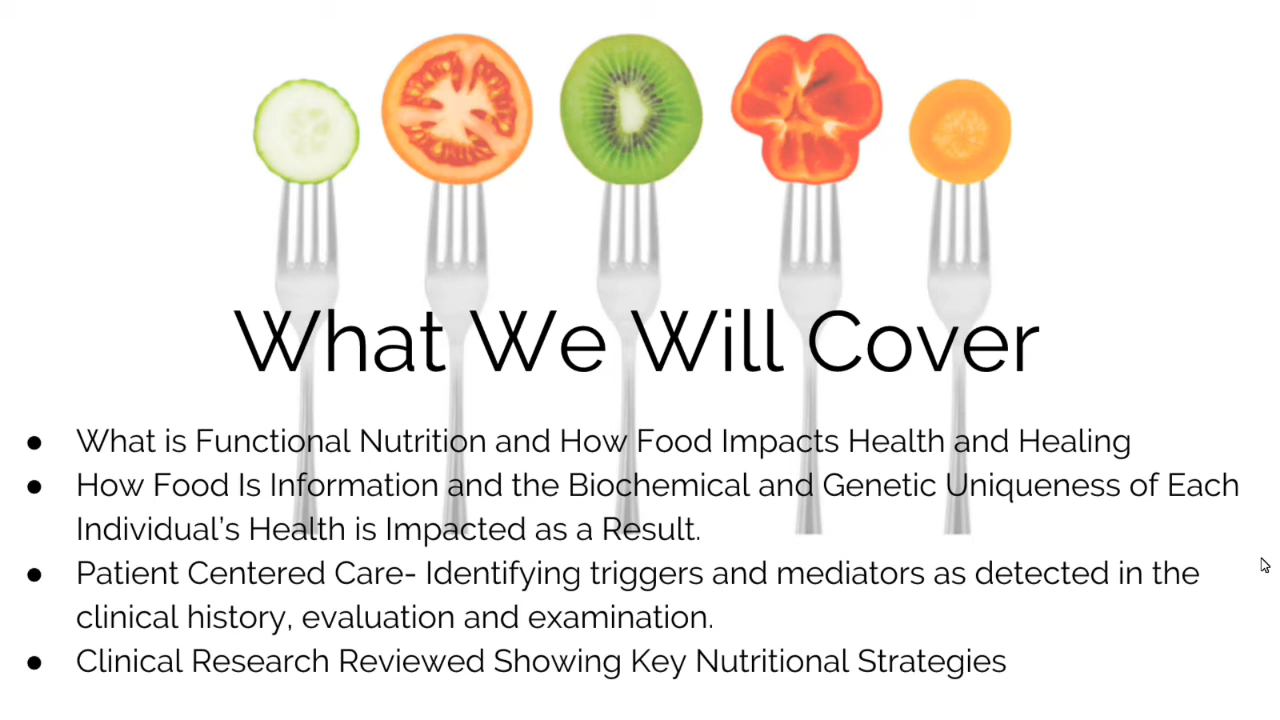 What We Will Cover
● What is Functional Nutrition and How Food Impacts Health and Healing
● How Food Is Information and the Biochemical and Genetic Uniqueness of Each
Individual's Health is Impacted as a Result.
● Patient Centered Care- Identifying triggers and mediators as detected in the
clinical history, evaluation and examination.
● Clinical Research Reviewed Showing Key Nutritional Strategies